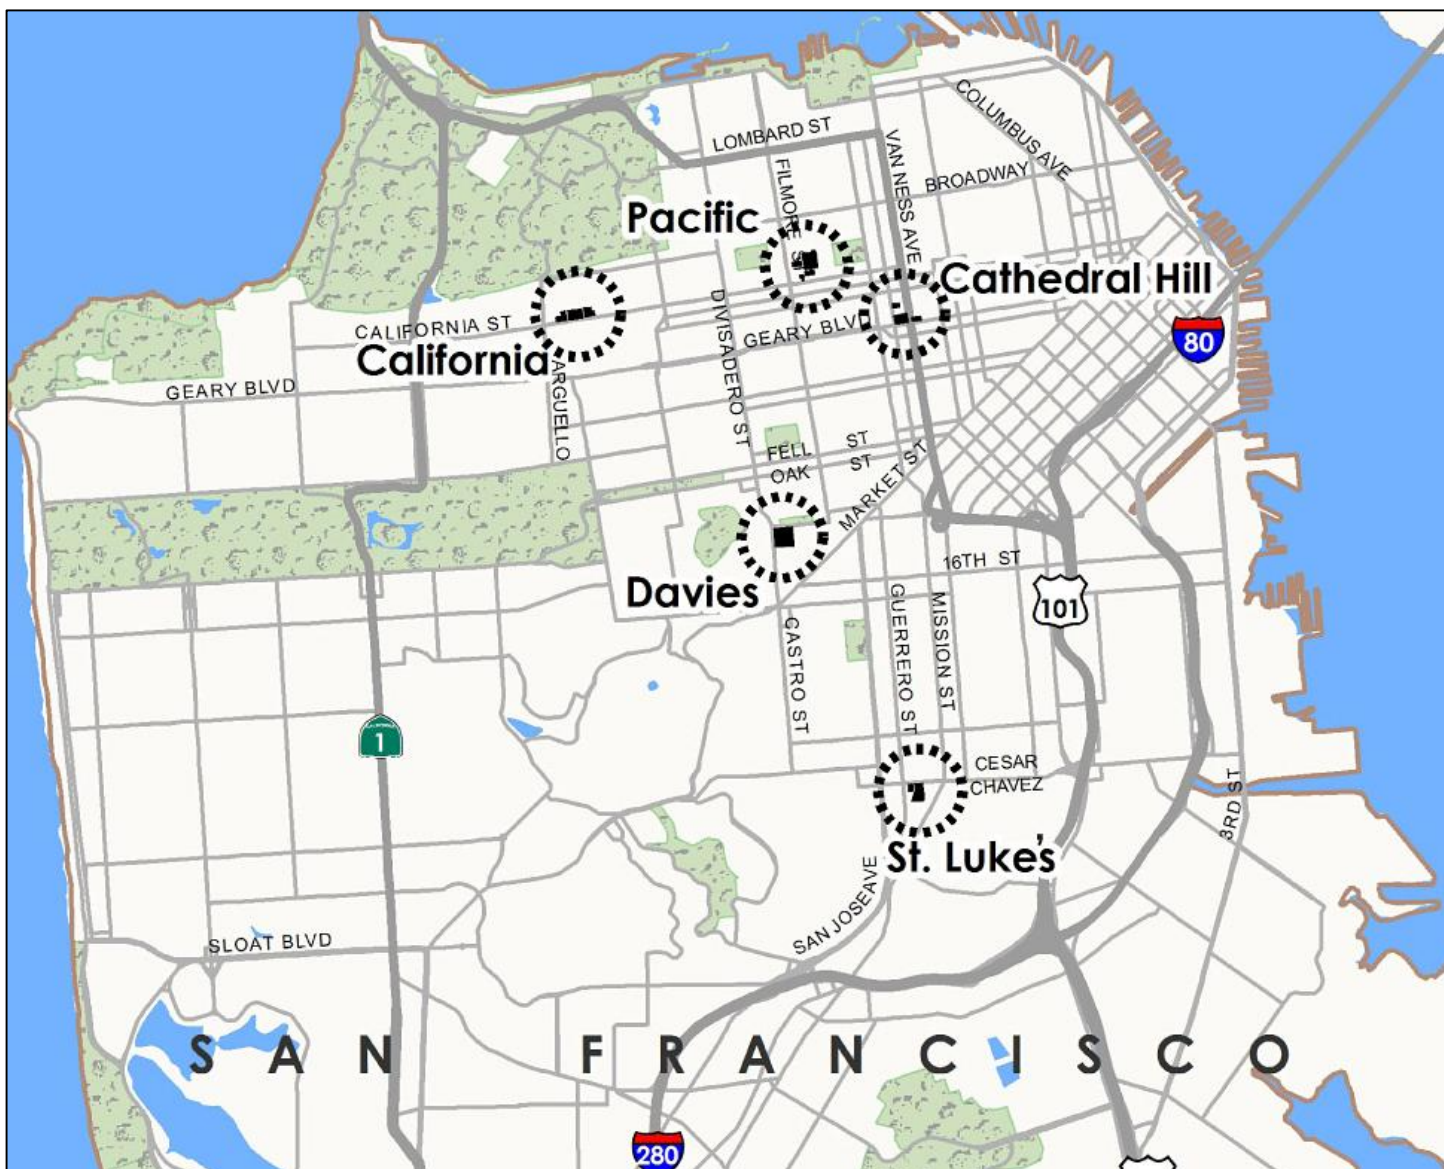 COLUMBUS AVE
LOMBARD ST
VAN NESS AVE
BROADWAY
FILMORE ST
Pacific
Cathedral Hill
DIVISADERO ST
CALIFORNIA ST
GEARY BLV
80
California
ARGUELLO
GEARY BLVD
FELL ST
OAK ST
MARKET ST
16TH ST
Davies
101
GUERRERO ST
MISSION ST
CASTRO ST
1
CESAR
CHAVEZ
3RD ST
St. Luke's
SAN JOSE AVE
SLOAT BLVD
SAN FRANCISCO
280